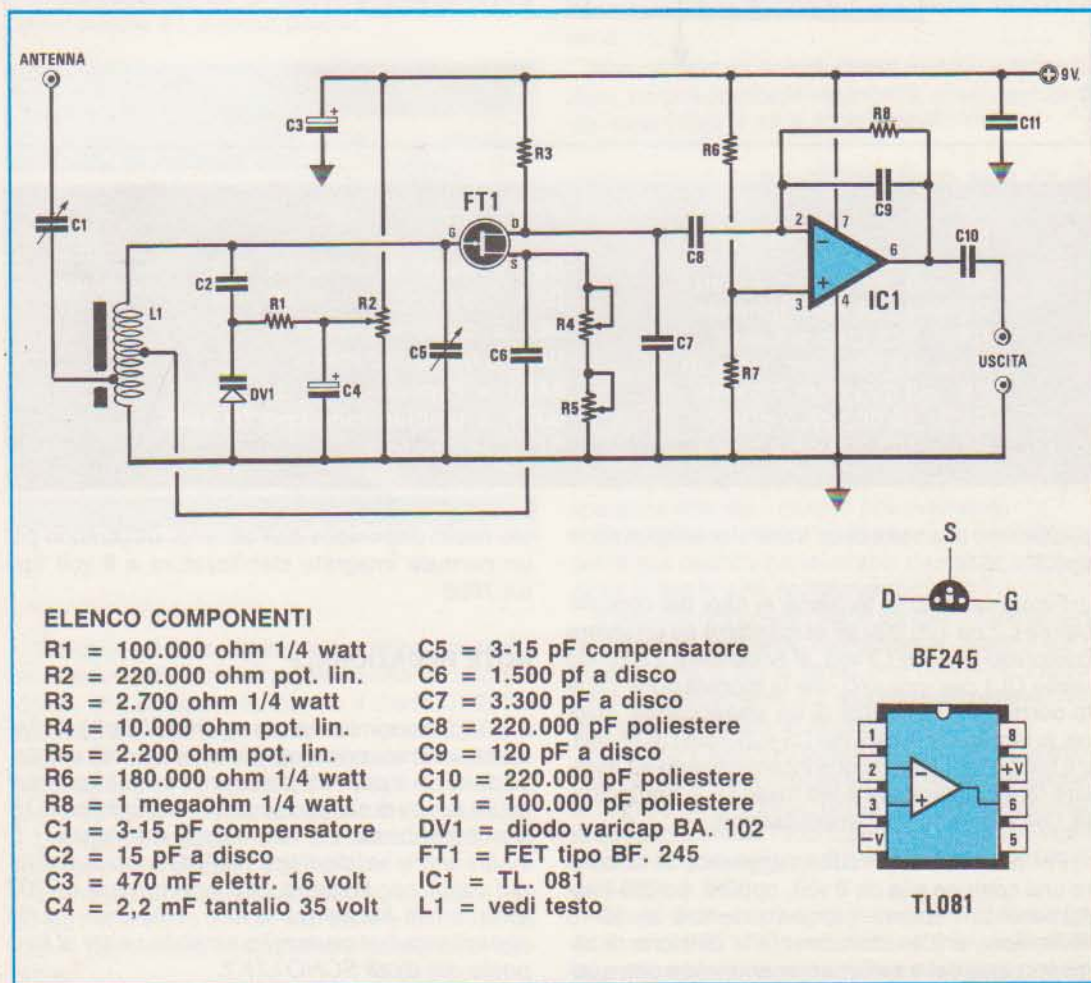 ANTENNA
C1
L1
C2
R1
DV1
C4
C3
+
+
R2
R3
FT1
G
D
S
C5
C6
R4
R5
C7
C8
R6
R7
R8
C9
2
3
7
4
6
−
+
IC1
C10
C11
9V.
USCITA
ELENCO COMPONENTI
R1 = 100.000 ohm 1/4 watt
R2 = 220.000 ohm pot. lin.
R3 = 2.700 ohm 1/4 watt
R4 = 10.000 ohm pot. lin.
R5 = 2.200 ohm pot. lin.
R6 = 180.000 ohm 1/4 watt
R8 = 1 megaohm 1/4 watt
C1 = 3-15 pF compensatore
C2 = 15 pF a disco
C3 = 470 mF elettr. 16 volt
C4 = 2,2 mF tantalio 35 volt
C5 = 3-15 pF compensatore
C6 = 1.500 pf a disco
C7 = 3.300 pF a disco
C8 = 220.000 pF poliestere
C9 = 120 pF a disco
C10 = 220.000 pF poliestere
C11 = 100.000 pF poliestere
DV1 = diodo varicap BA. 102
FT1 = FET tipo BF. 245
IC1 = TL. 081
L1 = vedi testo
S
D
G
BF245
1
2
3
−V
8
+V
6
5
−
+
TL081